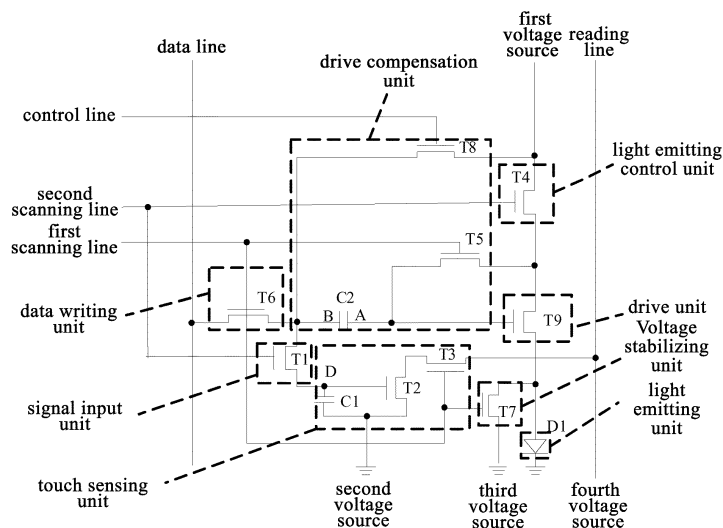 first
voltage
source
reading
line
data line
drive compensation
unit
control line
T8
light emitting
control unit
T4
second
scanning line
first
scanning line
T5
T6
C2
B
A
T9
data writing
unit
drive unit
Voltage
stabilizing
unit
T1
D
T3
T2
C1
T7
signal input
unit
light
emitting
unit
D1
touch sensing
unit
second
voltage
source
third
voltage
source
fourth
voltage
source